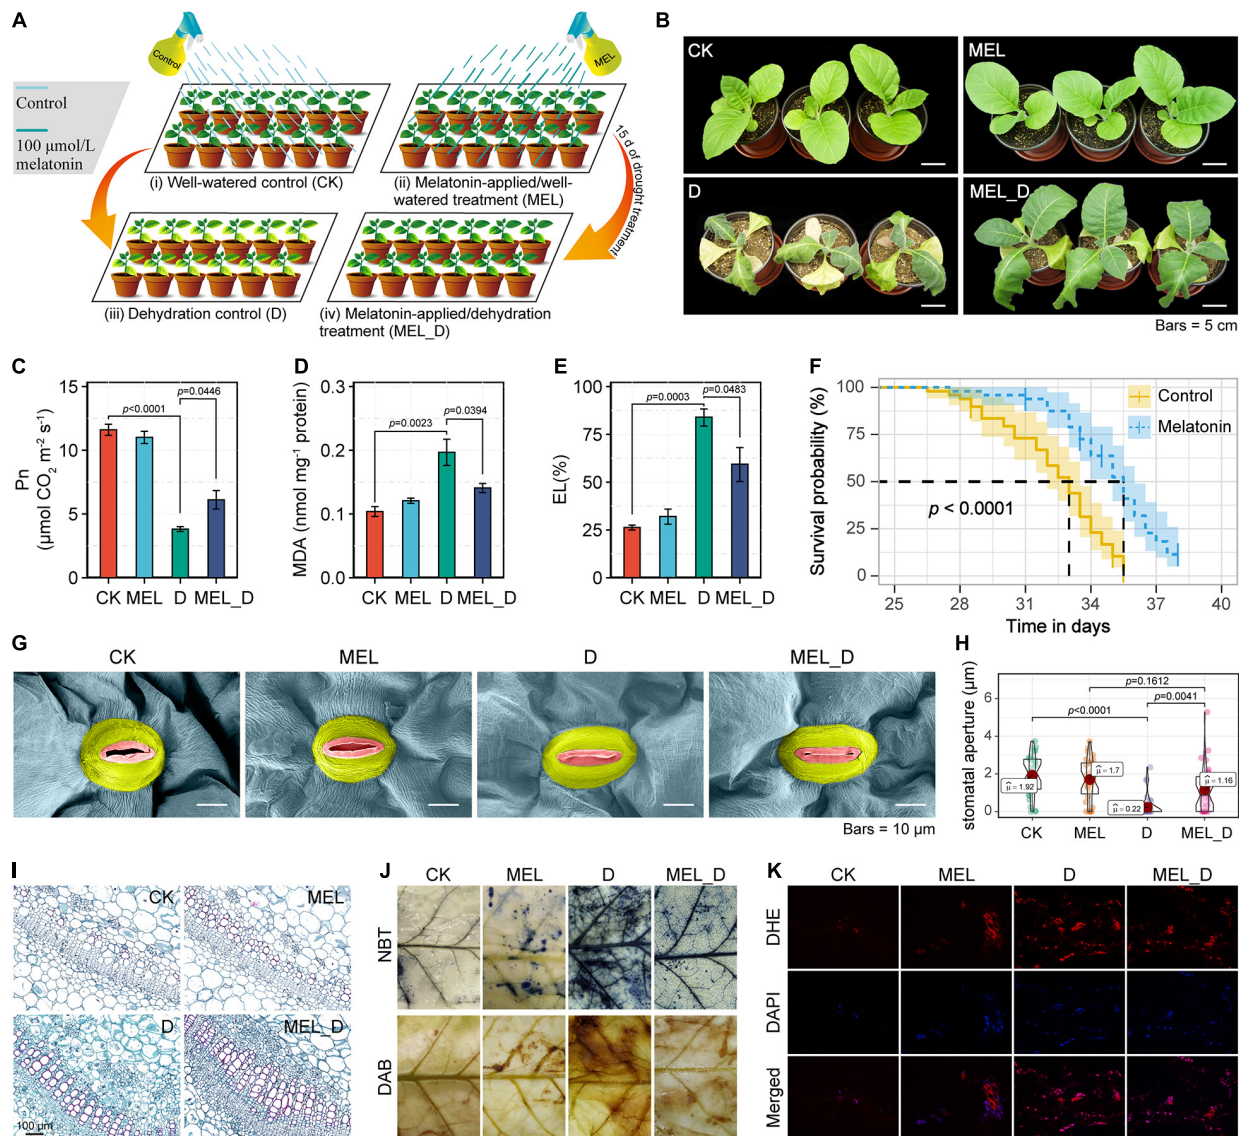 A
Control
MEL
Control
100 μmol/L
melatonin
(i) Well-watered control (CK)
(ii) Melatonin-applied/well-
watered treatment (MEL)
15 d of drought treatment
(iii) Dehydration control (D)
(iv) Melatonin-applied/dehydration
treatment (MEL_D)
B
CK
MEL
D
MEL_D
Bars = 5 cm
C
Pn
(μmol CO2 m-2 s-1)
15
10
5
0
p<0.0001
p=0.0446
CK MEL D MEL_D
D
MDA (nmol mg-1 protein)
0.3
0.2
0.1
0.0
p=0.0023
p=0.0394
CK MEL D MEL_D
E
EL(%)
100
75
50
25
0
p=0.0003
p=0.0483
CK MEL D MEL_D
F
Survival probability (%)
100
75
50
25
0
Control
Melatonin
p < 0.0001
25 28 31 34 37 40
Time in days
G
CK MEL D MEL_D
Bars = 10 μm
H
stomatal aperture (μm)
6
4
2
0
p=0.1612
p=0.0041
p<0.0001
μ̂ = 1.92
μ̂ = 1.7
μ̂ = 0.22
μ̂ = 1.16
CK MEL D MEL_D
I
CK
MEL
D
MEL_D
100 μm
J
CK MEL D MEL_D
NBT
DAB
K
CK MEL D MEL_D
DHE
DAPI
Merged